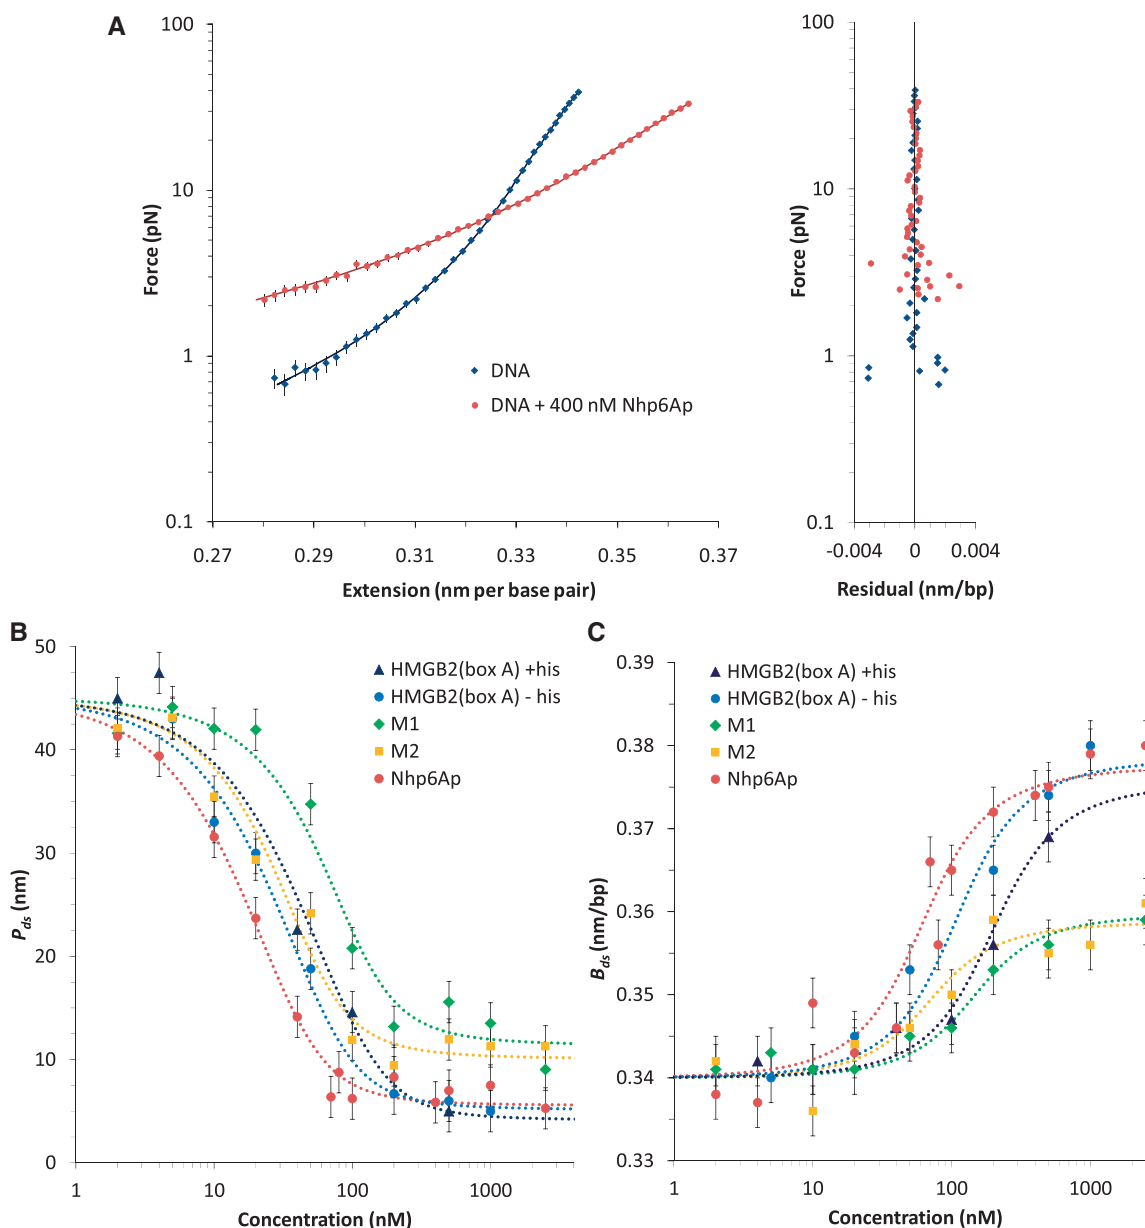 A
100
10
1
0.1
Force (pN)
0.27
0.29
0.31
0.33
0.35
0.37
Extension (nm per base pair)
DNA
DNA + 400 nM Nhp6Ap
100
10
1
0.1
Force (pN)
-0.004
0
0.004
Residual (nm/bp)
B
50
40
30
20
10
0
P_ds (nm)
HMGB2(box A) +his
HMGB2(box A) - his
M1
M2
Nhp6Ap
1
10
100
1000
Concentration (nM)
C
0.39
0.38
0.37
0.36
0.35
0.34
0.33
B_ds (nm/bp)
HMGB2(box A) +his
HMGB2(box A) - his
M1
M2
Nhp6Ap
1
10
100
1000
Concentration (nM)